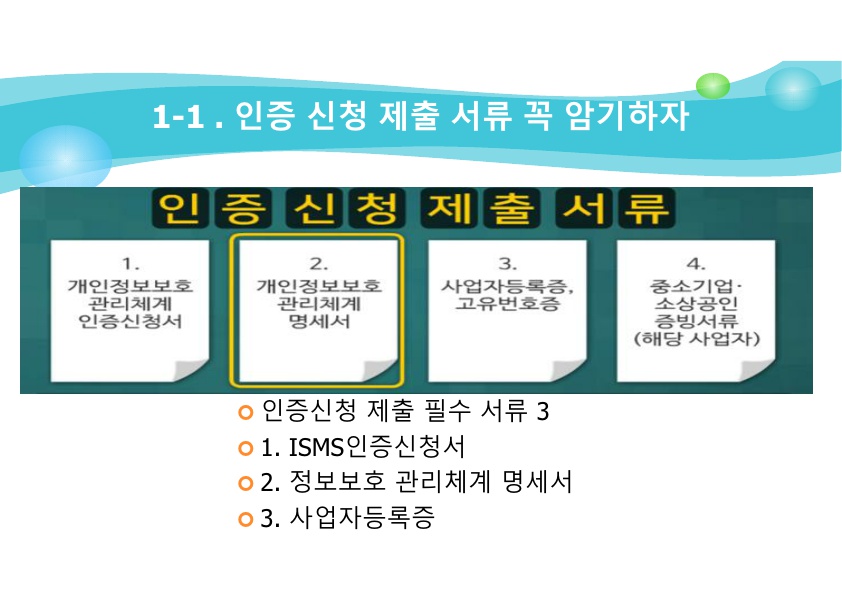 1-1 . 인증 신청 제출 서류 꼭 암기하자
인증 신청 제출 서류
1.
개인정보보호
관리체계
인증신청서
2.
개인정보보호
관리체계
명세서
3.
사업자등록증,
고유번호증
4.
중소기업·
소상공인
증빙서류
(해당 사업자)
인증신청 제출 필수 서류 3
1. ISMS인증신청서
2. 정보보호 관리체계 명세서
3. 사업자등록증